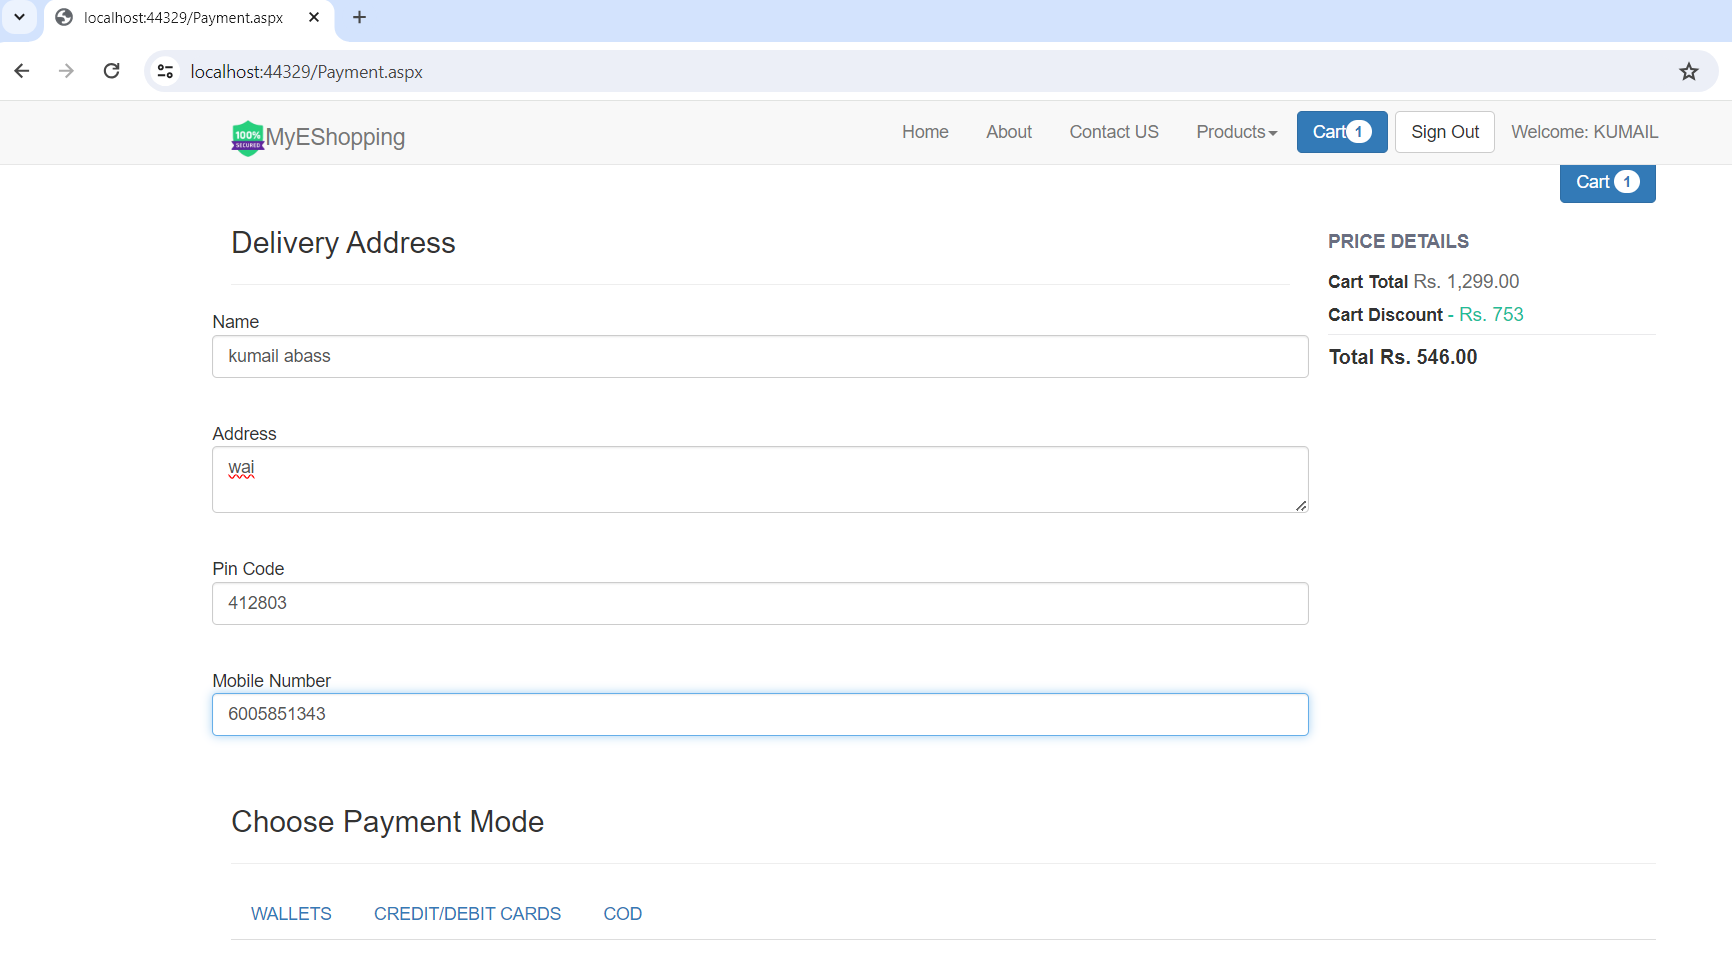 localhost:44329/Payment.aspx
localhost:44329/Payment.aspx
100% SECURED MyEShopping Home About Contact US Products Cart 1 Sign Out Welcome: KUMAIL
Cart 1
Delivery Address
PRICE DETAILS
Cart Total Rs. 1,299.00
Cart Discount - Rs. 753
Total Rs. 546.00
Name
kumail abass
Address
wai
Pin Code
412803
Mobile Number
6005851343
Choose Payment Mode
WALLETS CREDIT/DEBIT CARDS COD